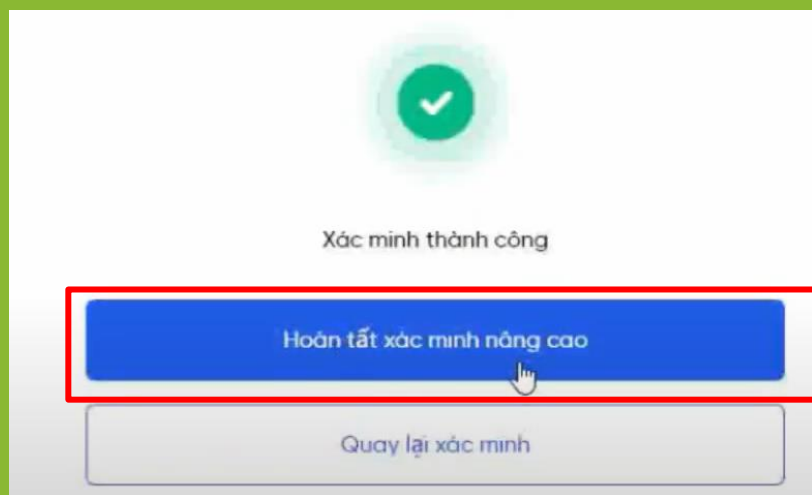 Xác minh thành công
Hoàn tất xác minh nâng cao
Quay lại xác minh